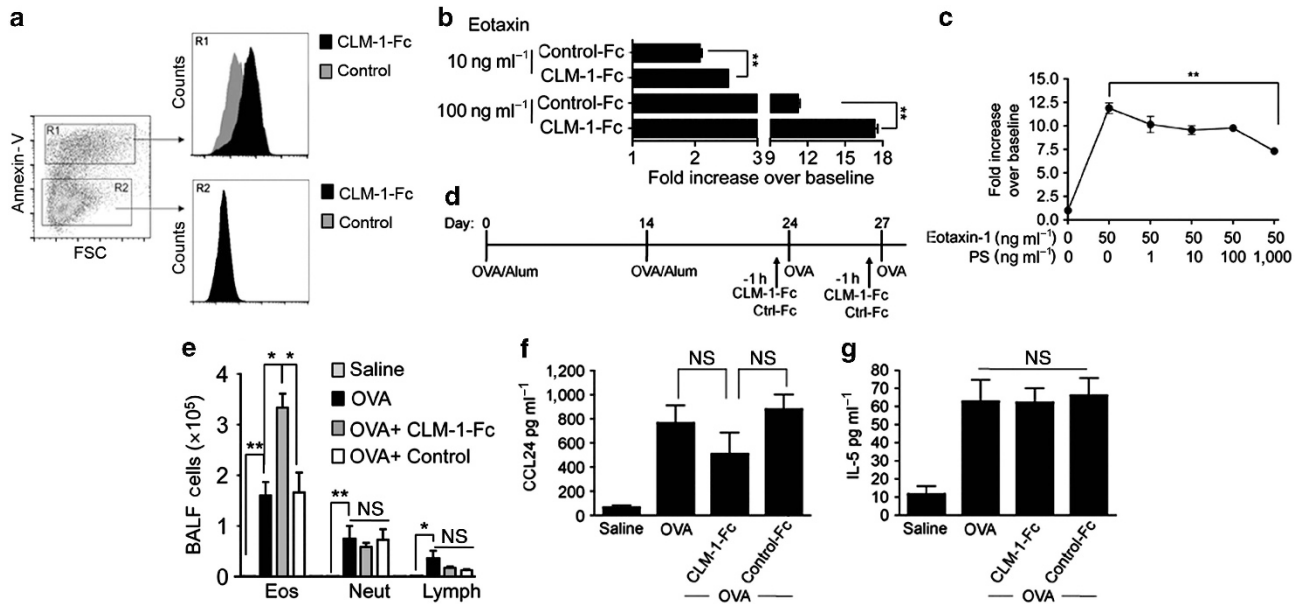 a
R1
Counts
CLM-1-Fc
Control
Annexin-V
R1
R2
FSC
R2
Counts
CLM-1-Fc
Control
b
Eotaxin
10 ng ml⁻¹
Control-Fc
CLM-1-Fc
**
100 ng ml⁻¹
Control-Fc
CLM-1-Fc
**
1 2 3 9 12 15 18
Fold increase over baseline
c
**
Fold increase
over baseline
15.0
12.5
10.0
7.5
5.0
2.5
0.0
Eotaxin-1 (ng ml⁻¹) 0 50 50 50 50 50
PS (ng ml⁻¹) 0 0 1 10 100 1,000
d
Day: 0 14 24 27
OVA/Alum OVA/Alum OVA OVA
-1 h -1 h
CLM-1-Fc CLM-1-Fc
Ctrl-Fc Ctrl-Fc
e
BALF cells (×10⁵)
4
3
2
1
0
* *
**
** NS
* NS
Saline
OVA
OVA+ CLM-1-Fc
OVA+ Control
Eos Neut Lymph
f
NS NS
CCL24 pg ml⁻¹
1,200
1,000
800
600
400
200
0
Saline OVA CLM-1-Fc Control-Fc
OVA
g
NS
IL-5 pg ml⁻¹
80
70
60
50
40
30
20
10
0
Saline OVA CLM-1-Fc Control-Fc
OVA